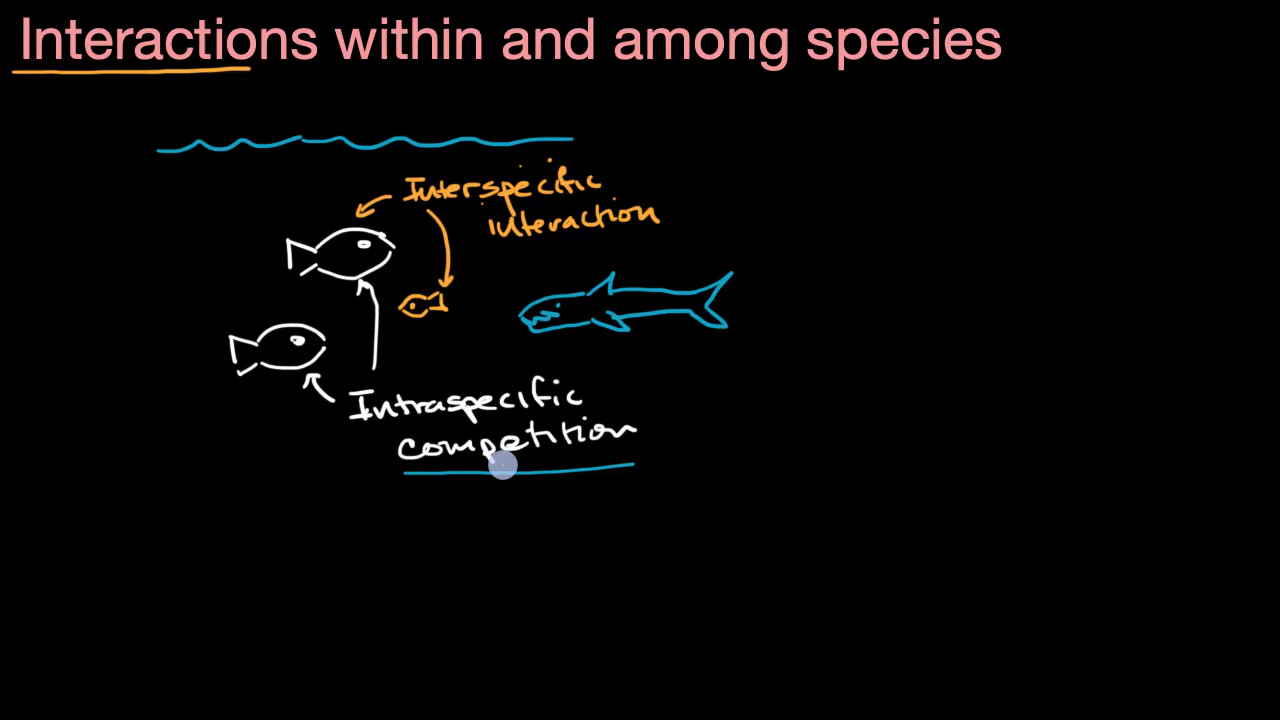 Interactions within and among species
Interspecific
interaction
Intraspecific
competition